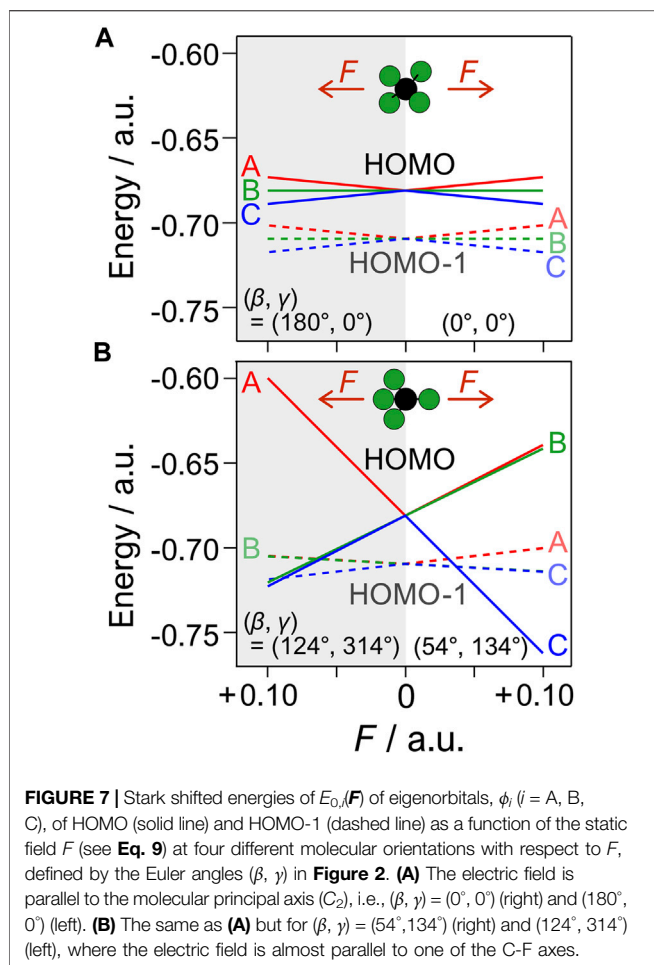 A
-0.60
F F
-0.65
Energy / a.u.
A
HOMO
B
C
-0.70
A
B
HOMO-1
C
-0.75
(β, γ)
= (180°, 0°) (0°, 0°)
B
-0.60
A
F F
HOMO
-0.65
B
Energy / a.u.
-0.70
B
A
C
HOMO-1
-0.75
(β, γ)
= (124°, 314°) (54°, 134°)
C
+0.10 0 +0.10
F / a.u.
FIGURE 7 | Stark shifted energies of E0,i(F) of eigenorbitals, ϕi (i = A, B,
C), of HOMO (solid line) and HOMO-1 (dashed line) as a function of the static
field F (see Eq. 9) at four different molecular orientations with respect to F,
defined by the Euler angles (β, γ) in Figure 2. (A) The electric field is
parallel to the molecular principal axis (C2), i.e., (β, γ) = (0°, 0°) (right) and (180°,
0°) (left). (B) The same as (A) but for (β, γ) = (54°,134°) (right) and (124°, 314°)
(left), where the electric field is almost parallel to one of the C-F axes.